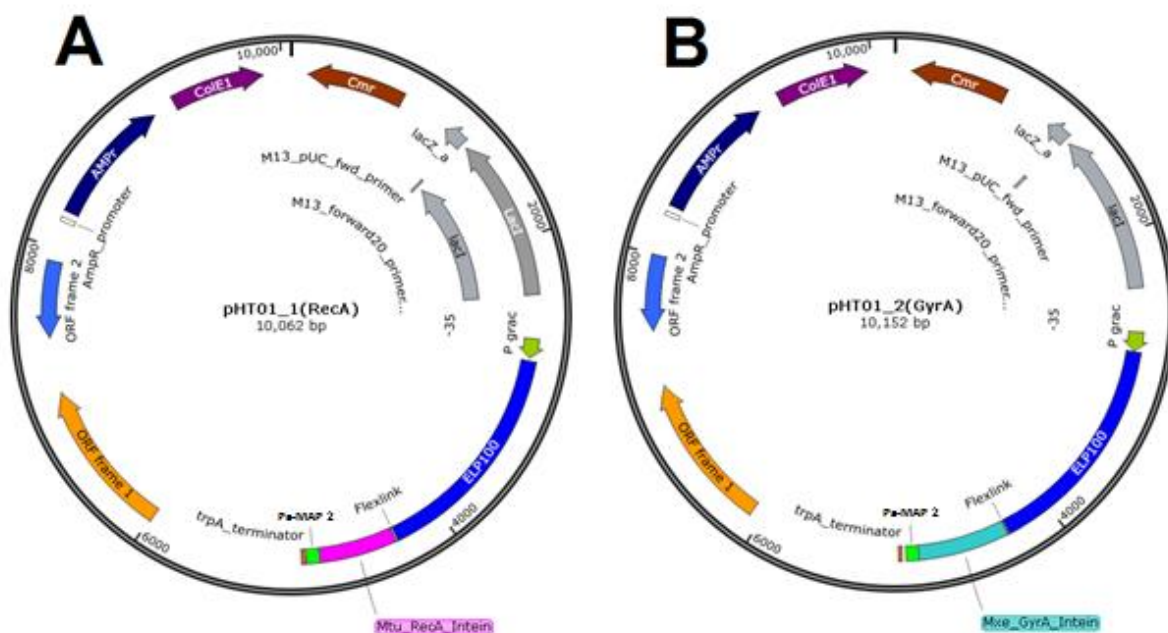 A
10,000
ColE1
Cmr
AMPr
lacZ_a
M13_pUC_fwd_primer
LacI
lacI
M13_forward20_primer...
2000
AmpR_promoter
8000
ORF frame 2
pHT01_1(RecA)
10,062 bp
-35
P grac
ORF frame 1
ELP100
Flexlink
Pa-MAP 2
trpA_terminator
4000
6000
Mtu_RecA_Intein
B
10,000
ColE1
Cmr
AMPr
lacZ_a
M13_pUC_fwd_primer
lacI
M13_forward20_primer...
2000
AmpR_promoter
8000
ORF frame 2
pHT01_2(GyrA)
10,152 bp
-35
P grac
ORF frame 1
ELP100
Flexlink
Pa-MAP 2
trpA_terminator
4000
6000
Mxe_GyrA_Intein